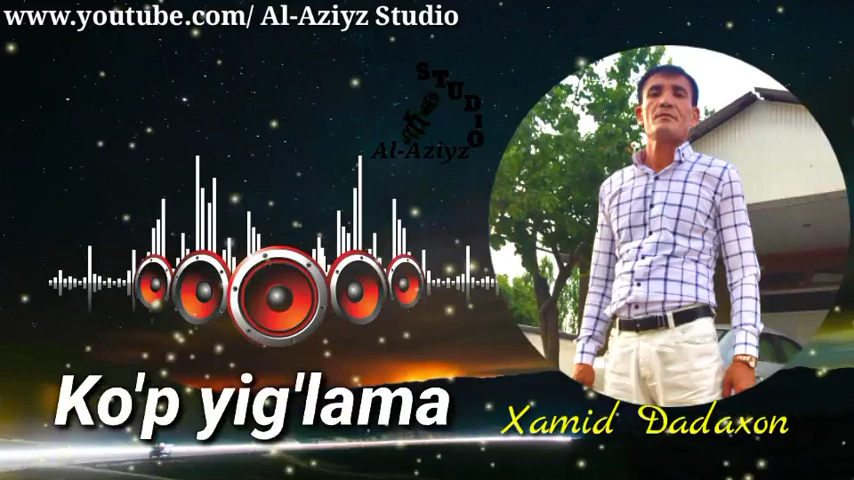 www.youtube.com/ Al-Aziyz Studio
STUDIO
Al-Aziyz
Ko'p yig'lama
Xamid Dadaxon